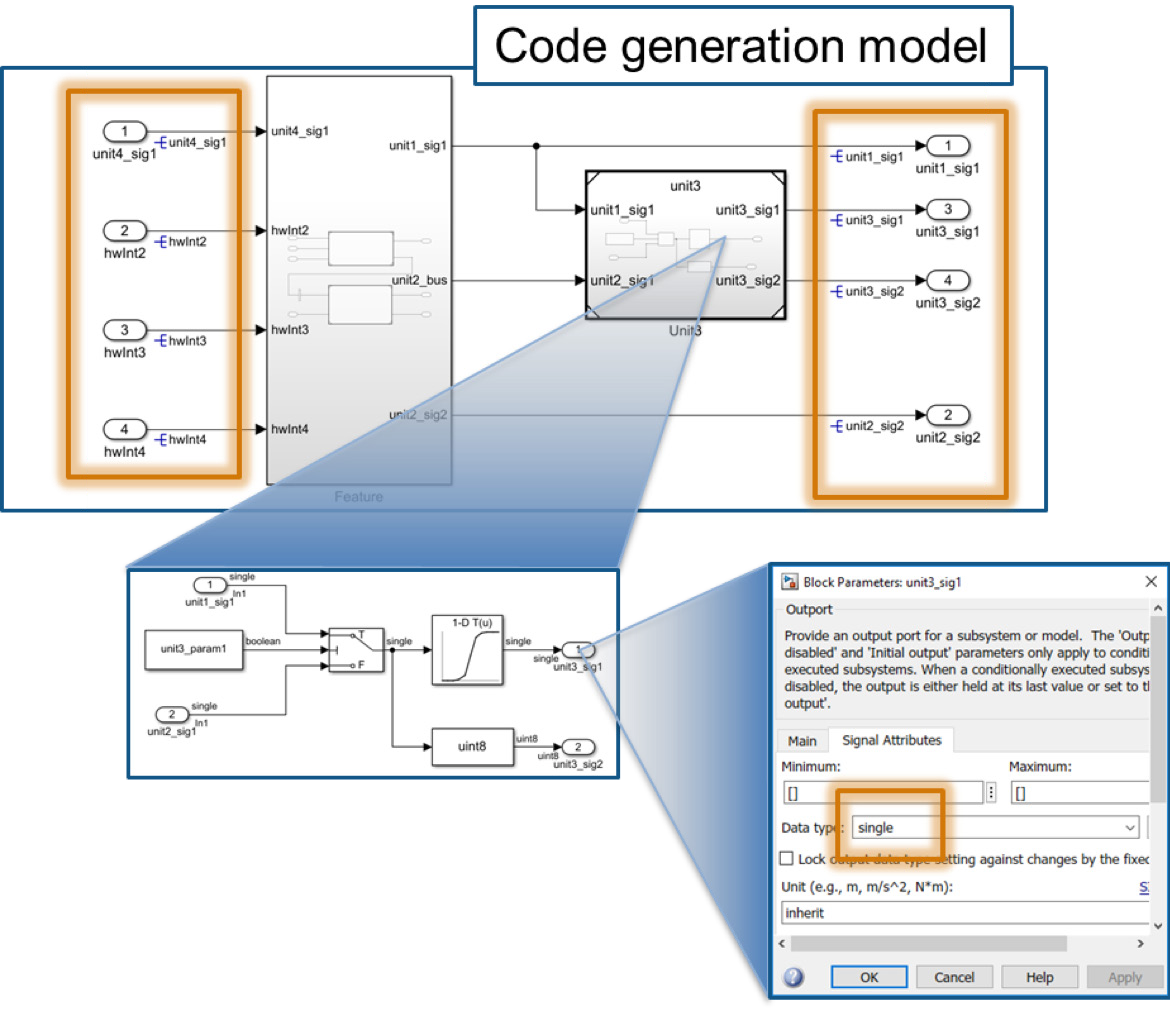 Code generation model
1
unit4_sig1
unit4_sig1
2
hwInt2
hwInt2
3
hwInt3
hwInt3
4
hwInt4
hwInt4
unit4_sig1
hwInt2
hwInt3
hwInt4
unit1_sig1
unit2_bus
unit2_sig2
Feature
unit3
unit1_sig1
unit3_sig1
unit2_sig1
unit3_sig2
Unit3
unit1_sig1
1
unit1_sig1
unit3_sig1
3
unit3_sig1
unit3_sig2
4
unit3_sig2
unit2_sig2
2
unit2_sig2
1
single
In1
unit1_sig1
unit3_param1
boolean
2
single
In1
unit2_sig1
T
F
single
1-D T(u)
single
single
1
unit3_sig1
uint8
uint8
uint8
2
unit3_sig2
Block Parameters: unit3_sig1
Outport
Provide an output port for a subsystem or model. The 'Outp
disabled' and 'Initial output' parameters only apply to conditi
executed subsystems. When a conditionally executed subsys
disabled, the output is either held at its last value or set to th
output'.
Main
Signal Attributes
Minimum:
Maximum:
[]
[]
Data type:
single
Lock output data type setting against changes by the fixed
Unit (e.g., m, m/s^2, N*m):
SI
inherit
OK
Cancel
Help
Apply